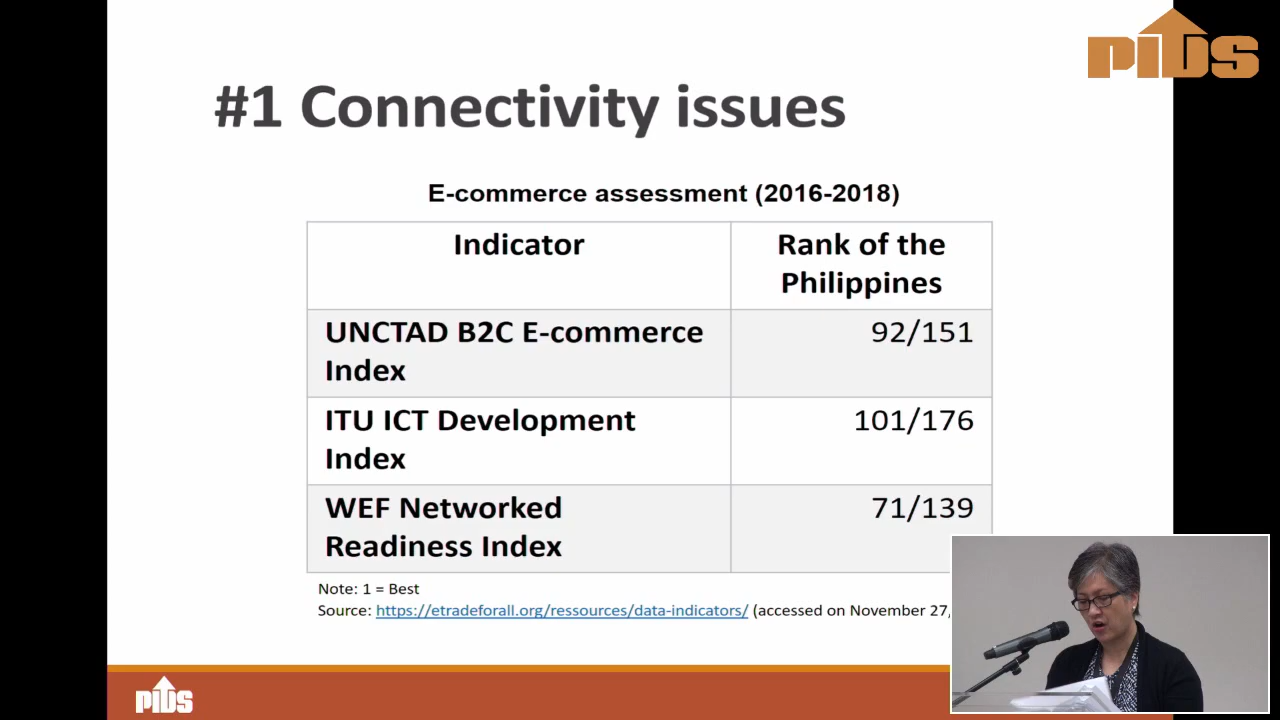 PIDS
#1 Connectivity issues
E-commerce assessment (2016-2018)
Indicator
Rank of the
Philippines
UNCTAD B2C E-commerce
Index
92/151
ITU ICT Development
Index
101/176
WEF Networked
Readiness Index
71/139
Note: 1 = Best
Source: https://etradeforall.org/ressources/data-indicators/ (accessed on November 27,
PIDS